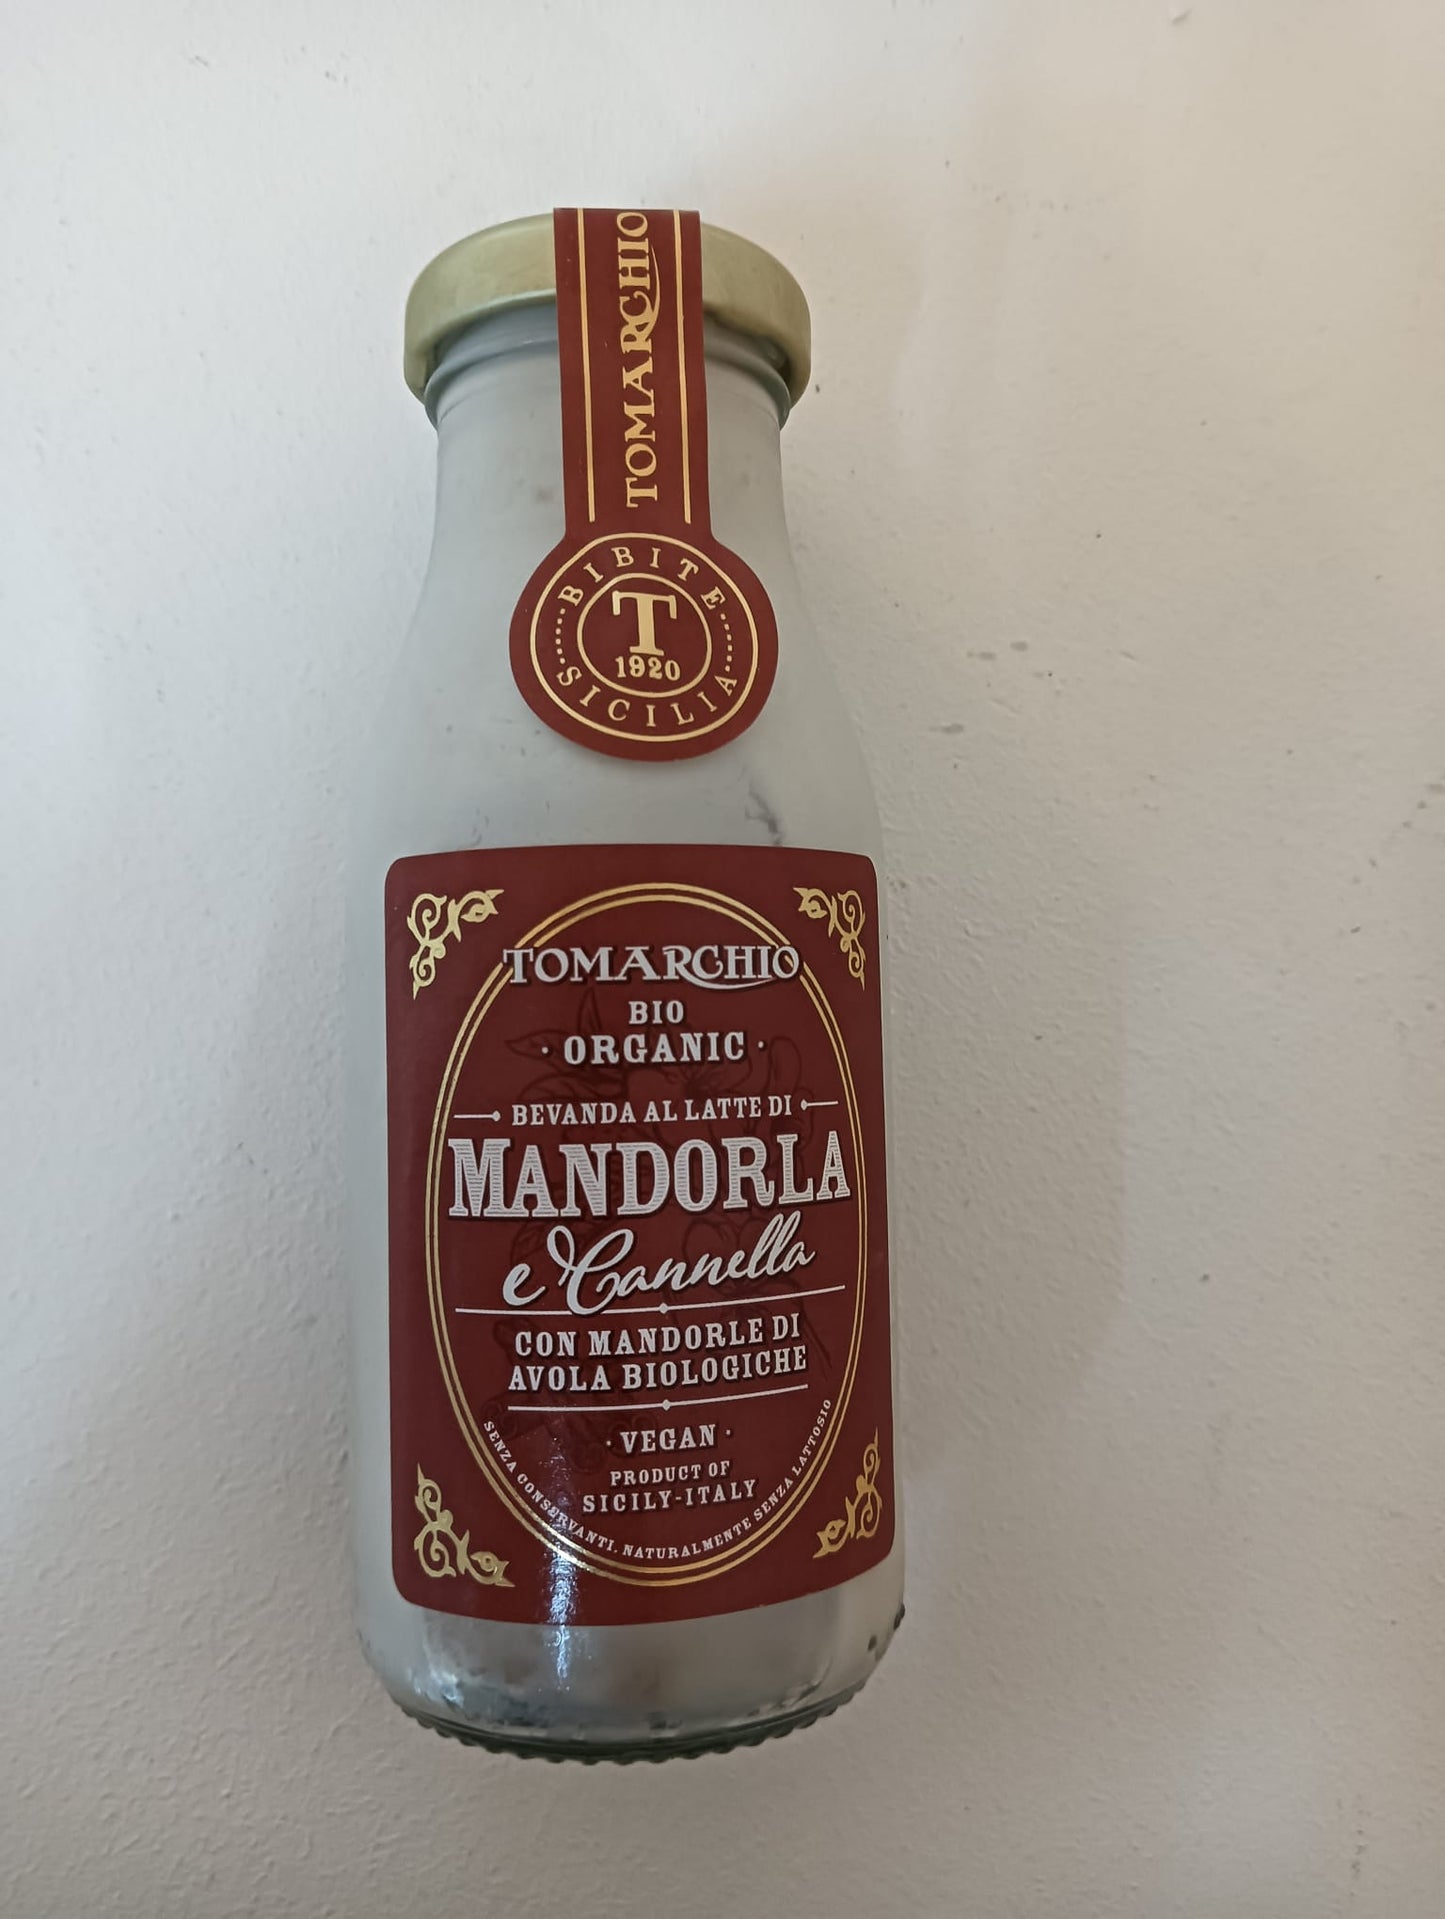 TOMARCHIO
BIBITE
T
1920
SICILIA
TOMARCHIO
BIO
· ORGANIC ·
BEVANDA AL LATTE DI
MANDORLA
e Cannella
CON MANDORLE DI
AVOLA BIOLOGICHE
· VEGAN ·
PRODUCT OF
SICILY-ITALY
SENZA CONSERVANTI. NATURALMENTE SENZA LATTOSIO